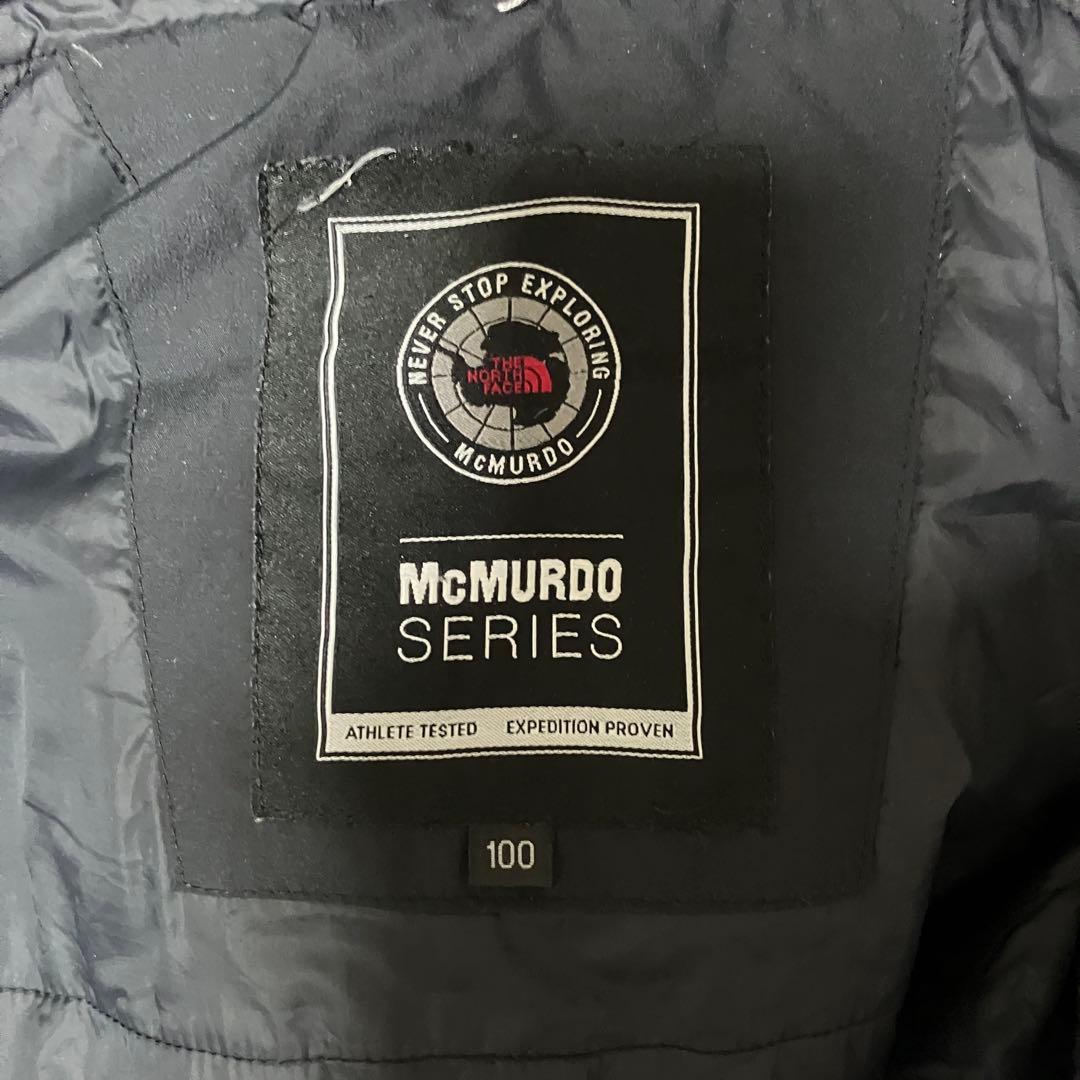 NEVER STOP EXPLORING
THE
NORTH
FACE
McMURDO
McMURDO
SERIES
ATHLETE TESTED EXPEDITION PROVEN
100